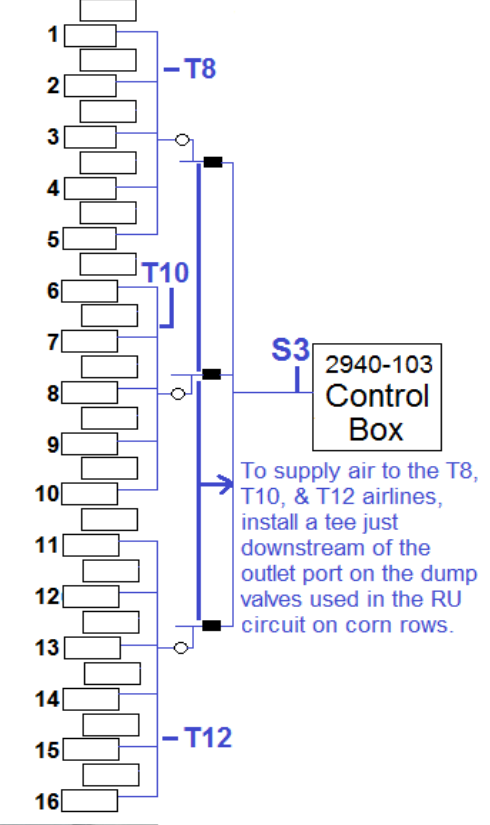 1
T8
2
3
4
5
T10
6
7
S3
2940-103
Control
Box
8
9
10
To supply air to the T8,
T10, & T12 airlines,
install a tee just
downstream of the
outlet port on the dump
valves used in the RU
circuit on corn rows.
11
12
13
14
T12
15
16